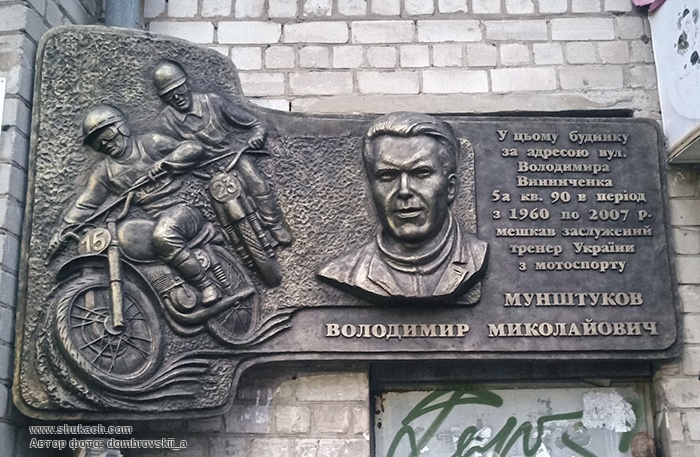 У цьому будинку
за адресою вул.
Володимира
Винниченка
5а кв. 90 в період
з 1960 по 2007 р.
мешкав заслужений
тренер України
з мотоспорту
МУНШТУКОВ
ВОЛОДИМИР МИКОЛАЙОВИЧ
23
15
5
www.shukach.com
Автор фото: dombrovskii_a